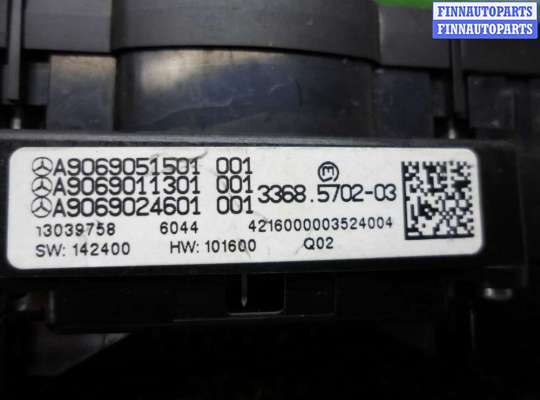 FINNAUTOPARTS
FINNAUTOPARTS
A9069051501 001
A9069011301 001
A9069024601 001
3368.5702-03
13039758 6044 4216000003524004
SW: 142400 HW: 101600 Q02